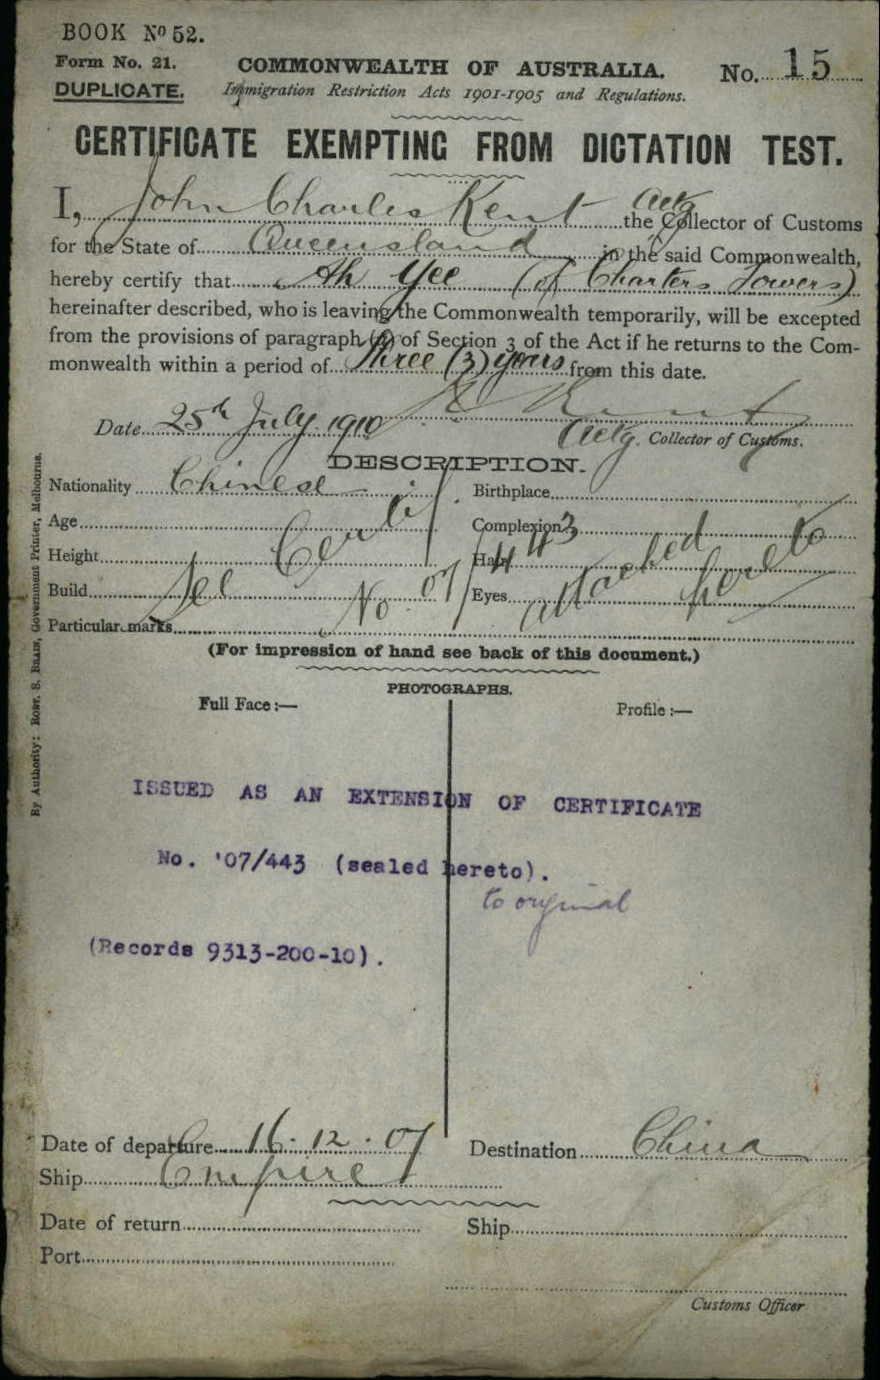 BOOK No 52.
Form No. 21.
DUPLICATE.
COMMONWEALTH OF AUSTRALIA.
No. 15
Immigration Restriction Acts 1901-1905 and Regulations.
CERTIFICATE EXEMPTING FROM DICTATION TEST.
I, John Charles Kent Actg the Collector of Customs
for the State of Queensland in the said Commonwealth,
hereby certify that Ah Yee (of Charters Towers)
hereinafter described, who is leaving the Commonwealth temporarily, will be excepted
from the provisions of paragraph (a) of Section 3 of the Act if he returns to the Com-
monwealth within a period of three (3) years from this date.
Date 25th July 1910 Kent
Actg. Collector of Customs.
DESCRIPTION.
Nationality Chinese Birthplace
Age Complexion
Height Hair
Build Eyes
Particular marks
See Certif No. 07/443 attached hereto
(For impression of hand see back of this document.)
PHOTOGRAPHS.
Full Face :— Profile :—
ISSUED AS AN EXTENSION OF CERTIFICATE
No. '07/443 (sealed hereto).
to original
(Records 9313-200-10).
Date of departure 16.12.07 Destination China
Ship Empire
Date of return Ship
Port
Customs Officer
By Authority: ROBT. S. BRAIN, Government Printer, Melbourne.